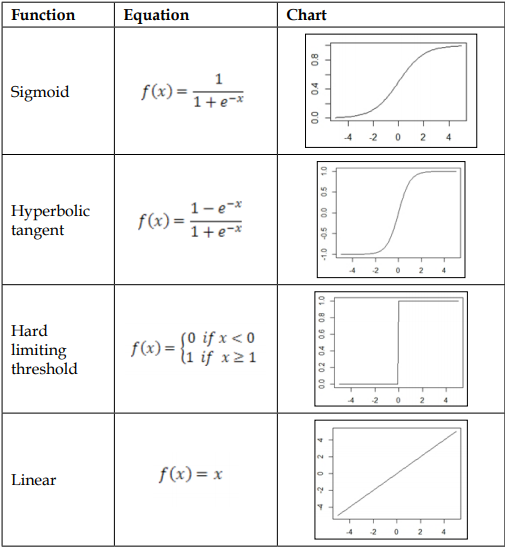 Function Equation Chart
Sigmoid
f(x) = 1 / 1 + e^-x
0.0 0.4 0.8
-4 -2 0 2 4
Hyperbolic
tangent
f(x) = 1 − e^-x / 1 + e^-x
-1.0 -0.5 0.0 0.5 1.0
-4 -2 0 2 4
Hard
limiting
threshold
f(x) = {0 if x < 0
1 if x ≥ 1
0.0 0.2 0.4 0.6 0.8 1.0
-4 -2 0 2 4
Linear
f(x) = x
-4 -2 0 2 4
-4 -2 0 2 4